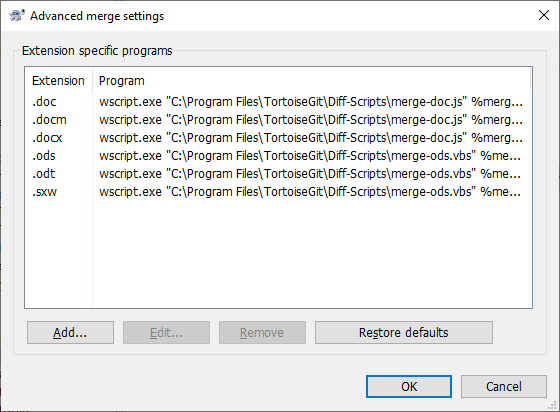 Advanced merge settings
Extension specific programs
Extension Program
.doc wscript.exe "C:\Program Files\TortoiseGit\Diff-Scripts\merge-doc.js" %merg...
.docm wscript.exe "C:\Program Files\TortoiseGit\Diff-Scripts\merge-doc.js" %merg...
.docx wscript.exe "C:\Program Files\TortoiseGit\Diff-Scripts\merge-doc.js" %merg...
.ods wscript.exe "C:\Program Files\TortoiseGit\Diff-Scripts\merge-ods.vbs" %me...
.odt wscript.exe "C:\Program Files\TortoiseGit\Diff-Scripts\merge-ods.vbs" %me...
.sxw wscript.exe "C:\Program Files\TortoiseGit\Diff-Scripts\merge-ods.vbs" %me...
Add... Edit... Remove Restore defaults
OK Cancel